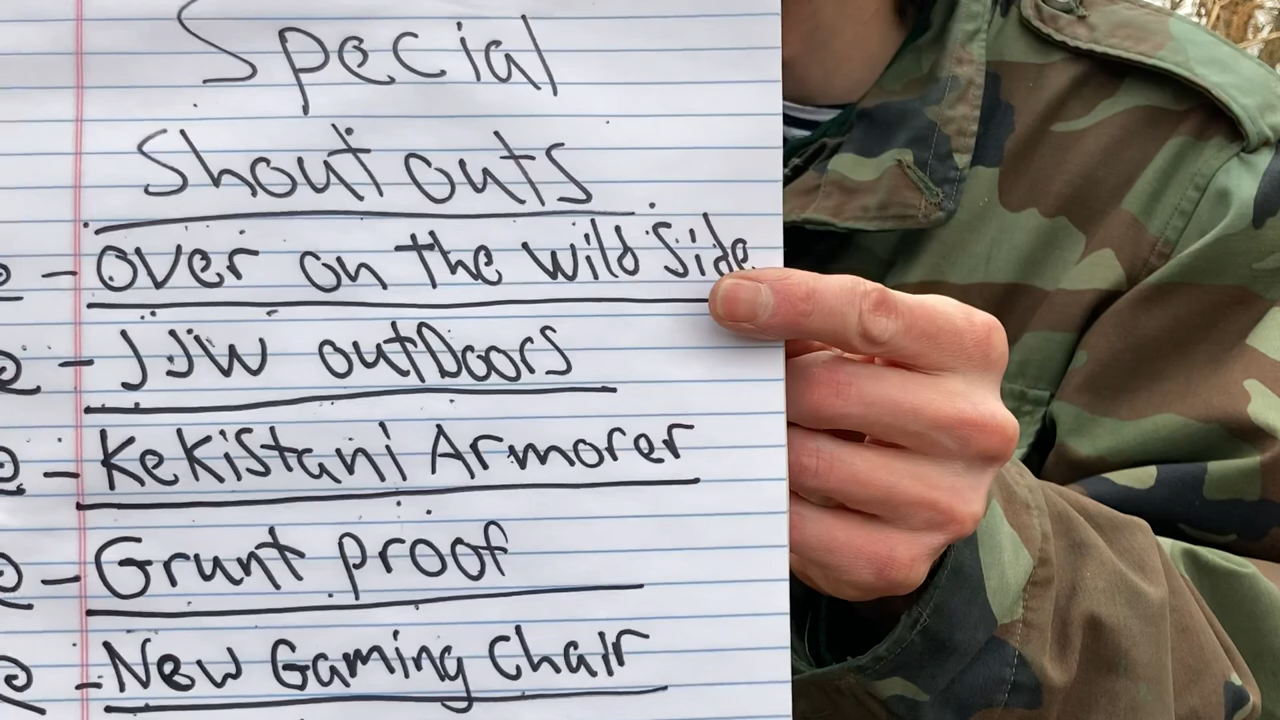 Special
Shout outs
@ - over on the wild side
@ - JJW outDoors
@ - Kekistani Armorer
@ - Grunt proof
@ - New Gaming Chair